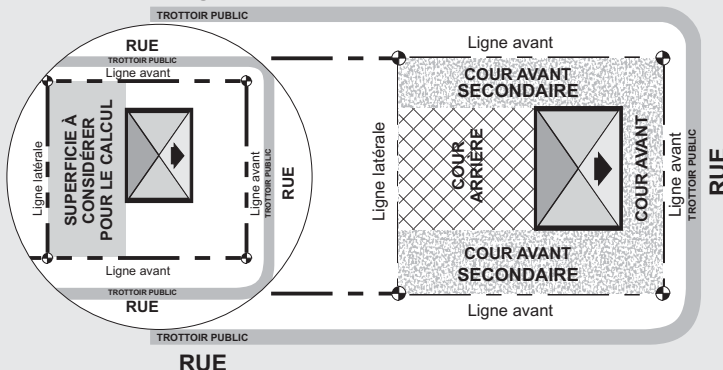 TROTTOIR PUBLIC
RUE
TROTTOIR PUBLIC
Ligne avant
Ligne latérale
SUPERFICIE À
CONSIDÉRER
POUR LE CALCUL
Ligne avant
TROTTOIR PUBLIC
RUE
Ligne avant
TROTTOIR PUBLIC
RUE
Ligne avant
COUR AVANT
SECONDAIRE
Ligne latérale
COUR
ARRIÈRE
COUR AVANT
Ligne avant
TROTTOIR PUBLIC
RUE
COUR AVANT
SECONDAIRE
Ligne avant
TROTTOIR PUBLIC
RUE